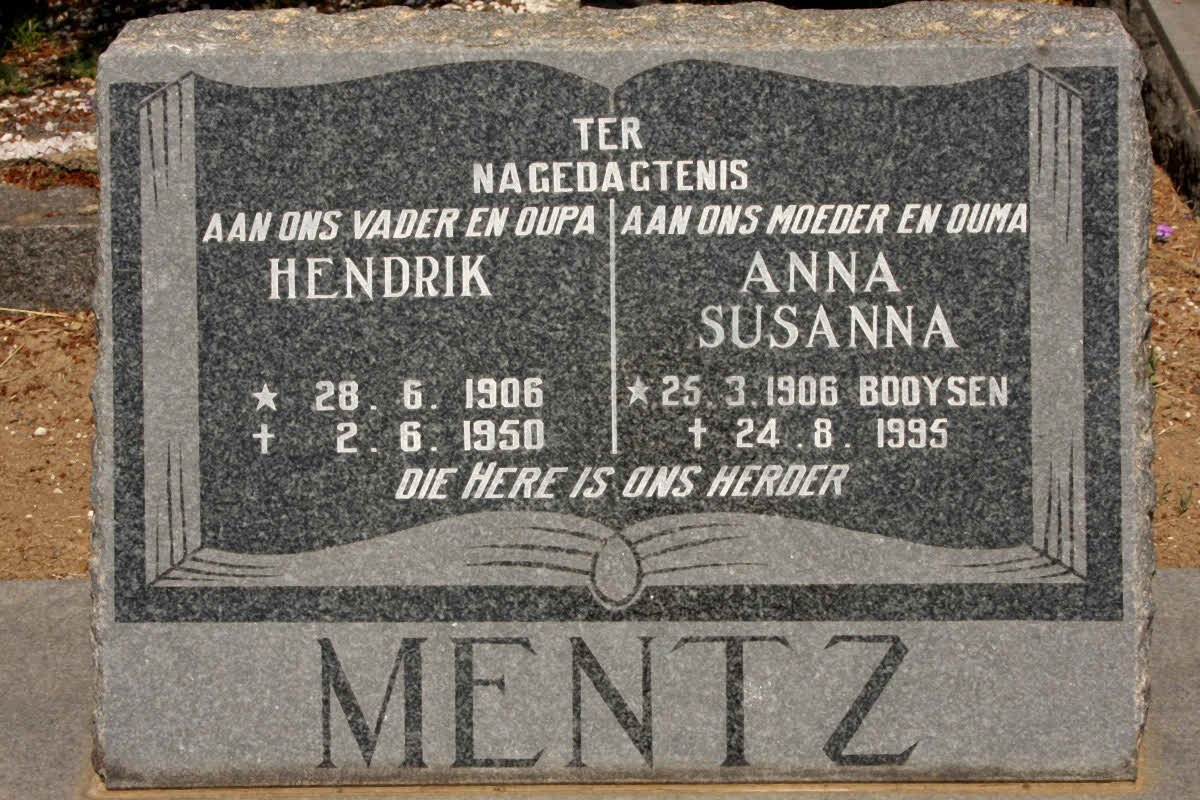 TER
NAGEDAGTENIS
AAN ONS VADER EN OUPA
HENDRIK
★ 28. 6. 1906
† 2. 6. 1950
AAN ONS MOEDER EN OUMA
ANNA
SUSANNA
★ 25.3.1906 BOOYSEN
† 24.8. 1995
DIE HERE IS ONS HERDER
MENTZ